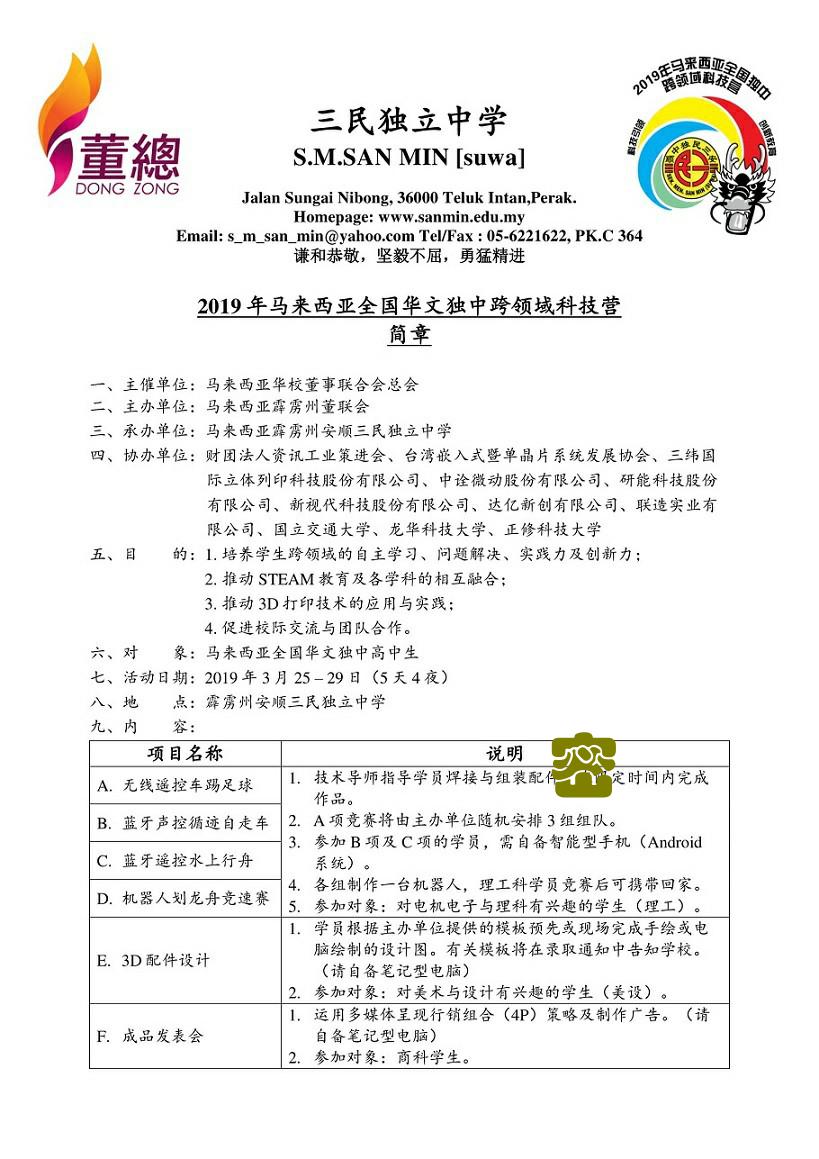 董總
DONG ZONG
2019年马来西亚全国独中
跨领域科技营
科技引领
创新教育
三民独立中学
S.M.SAN MIN [suwa]
Jalan Sungai Nibong, 36000 Teluk Intan,Perak.
Homepage: www.sanmin.edu.my
Email: s_m_san_min@yahoo.com Tel/Fax : 05-6221622, PK.C 364
谦和恭敬，坚毅不屈，勇猛精进
2019 年马来西亚全国华文独中跨领域科技营
简章
一、主催单位：马来西亚华校董事联合会总会
二、主办单位：马来西亚霹雳州董联会
三、承办单位：马来西亚霹雳州安顺三民独立中学
四、协办单位：财团法人资讯工业策进会、台湾嵌入式暨单晶片系统发展协会、三纬国
际立体列印科技股份有限公司、中诠微动股份有限公司、研能科技股份
有限公司、新视代科技股份有限公司、达亿新创有限公司、联造实业有
限公司、国立交通大学、龙华科技大学、正修科技大学
五、目　　的：1. 培养学生跨领域的自主学习、问题解决、实践力及创新力；
2. 推动 STEAM 教育及各学科的相互融合；
3. 推动 3D 打印技术的应用与实践；
4. 促进校际交流与团队合作。
六、对　　象：马来西亚全国华文独中高中生
七、活动日期：2019 年 3 月 25 – 29 日（5 天 4 夜）
八、地　　点：霹雳州安顺三民独立中学
九、内　　容：
项目名称 说明
A. 无线遥控车踢足球
B. 蓝牙声控循迹自走车
C. 蓝牙遥控水上行舟
D. 机器人划龙舟竞速赛
1. 技术导师指导学员焊接与组装配件 定时间内完成
作品。
2. A 项竞赛将由主办单位随机安排 3 组组队。
3. 参加 B 项及 C 项的学员，需自备智能型手机（Android
系统）。
4. 各组制作一台机器人，理工科学员竞赛后可携带回家。
5. 参加对象：对电机电子与理科有兴趣的学生（理工）。
E. 3D 配件设计
1. 学员根据主办单位提供的模板预先或现场完成手绘或电
脑绘制的设计图。有关模板将在录取通知中告知学校。
（请自备笔记型电脑）
2. 参加对象：对美术与设计有兴趣的学生（美设）。
F. 成品发表会
1. 运用多媒体呈现行销组合（4P）策略及制作广告。（请
自备笔记型电脑）
2. 参加对象：商科学生。